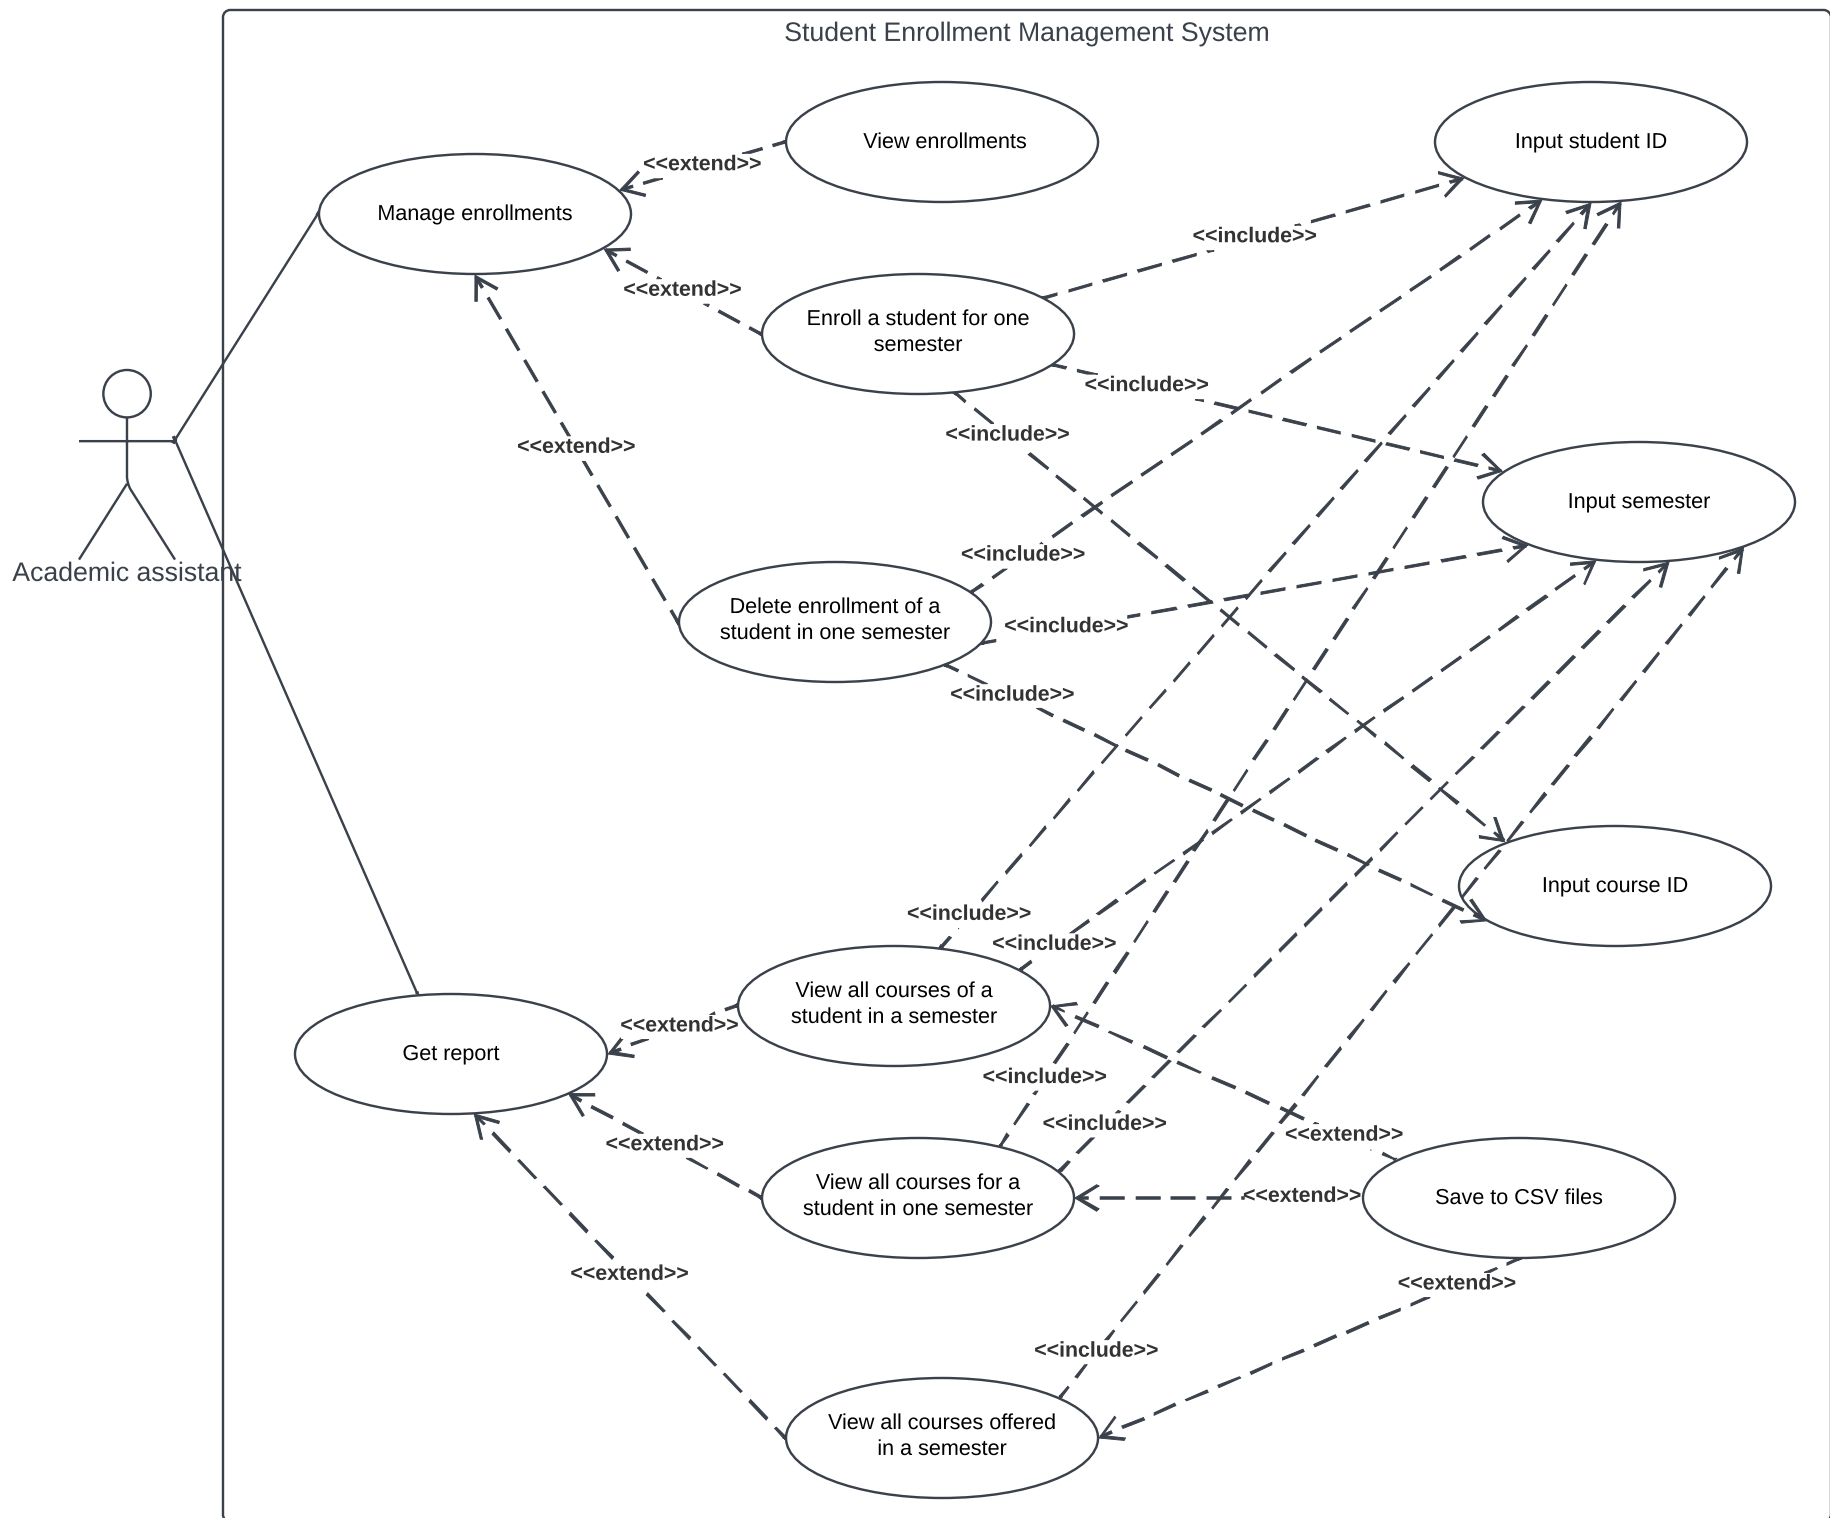 Student Enrollment Management System
View enrollments
Input student ID
<<extend>>
Manage enrollments
<<include>>
<<extend>>
Enroll a student for one
semester
<<include>>
<<include>>
<<extend>>
Input semester
<<include>>
Academic assistant
Delete enrollment of a
student in one semester
<<include>>
<<include>>
Input course ID
<<include>>
<<include>>
View all courses of a
student in a semester
<<extend>>
Get report
<<include>>
<<include>>
<<extend>>
<<extend>>
View all courses for a
student in one semester
<<extend>>
Save to CSV files
<<extend>>
<<extend>>
<<include>>
View all courses offered
in a semester